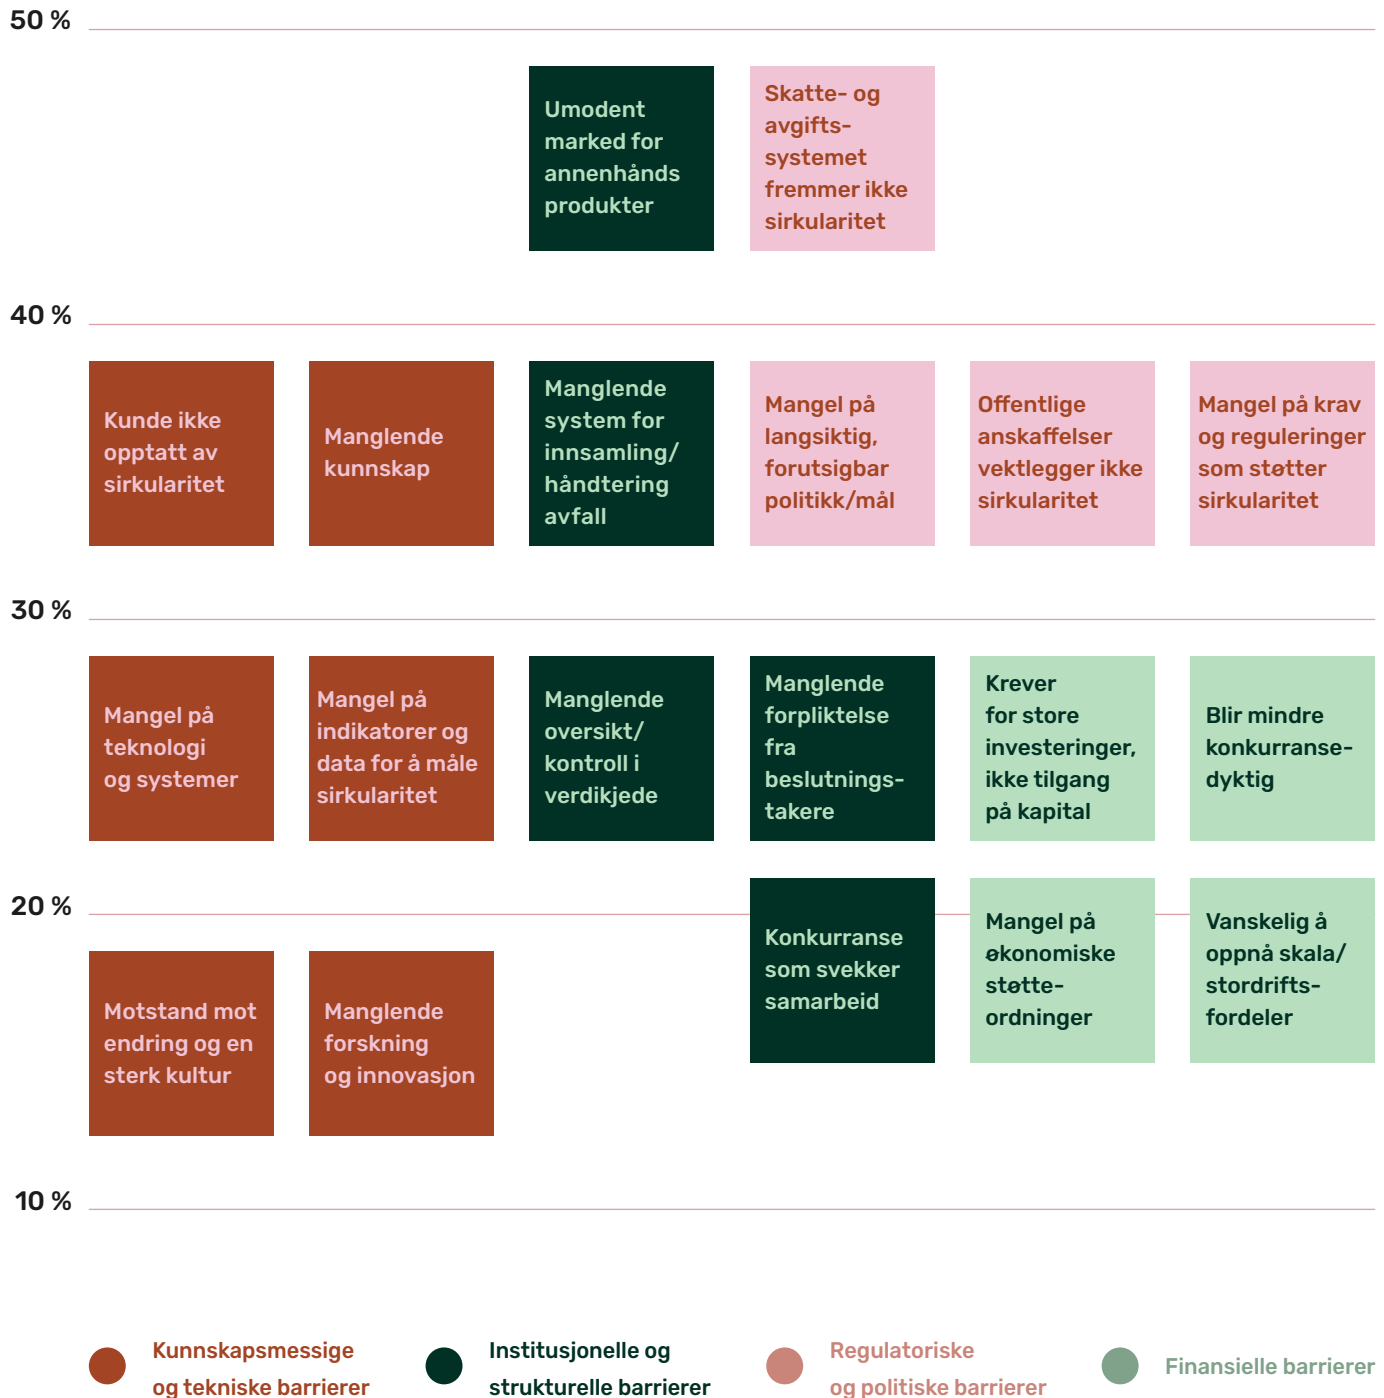 50 %
Umodent
marked for
annenhånds
produkter
Skatte- og
avgifts-
systemet
fremmer ikke
sirkularitet
40 %
Kunde ikke
opptatt av
sirkularitet
Manglende
kunnskap
Manglende
system for
innsamling/
håndtering
avfall
Mangel på
langsiktig,
forutsigbar
politikk/mål
Offentlige
anskaffelser
vektlegger ikke
sirkularitet
Mangel på krav
og reguleringer
som støtter
sirkularitet
30 %
Mangel på
teknologi
og systemer
Mangel på
indikatorer og
data for å måle
sirkularitet
Manglende
oversikt/
kontroll i
verdikjede
Manglende
forpliktelse
fra
beslutnings-
takere
Krever
for store
investeringer,
ikke tilgang
på kapital
Blir mindre
konkurranse-
dyktig
20 %
Motstand mot
endring og en
sterk kultur
Manglende
forskning
og innovasjon
Konkurranse
som svekker
samarbeid
Mangel på
økonomiske
støtte-
ordninger
Vanskelig å
oppnå skala/
stordrifts-
fordeler
10 %
Kunnskapsmessige
og tekniske barrierer
Institusjonelle og
strukturelle barrierer
Regulatoriske
og politiske barrierer
Finansielle barrierer